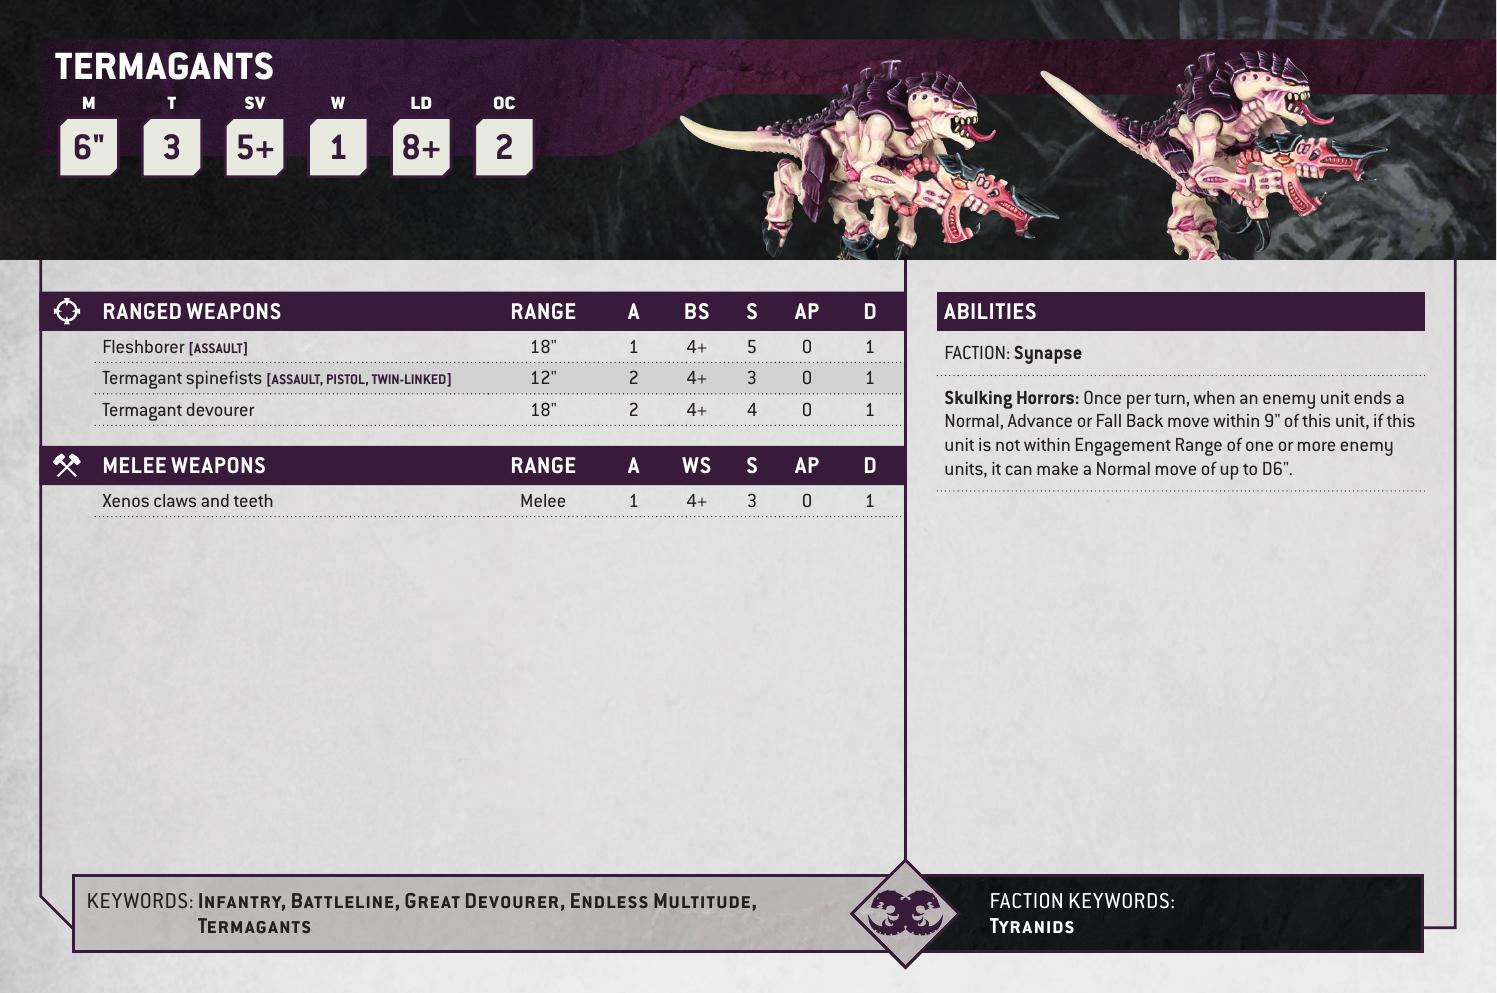 TERMAGANTS
M T SV W LD OC
6" 3 5+ 1 8+ 2
RANGED WEAPONS RANGE A BS S AP D
Fleshborer [ASSAULT] 18" 1 4+ 5 0 1
Termagant spinefists [ASSAULT, PISTOL, TWIN-LINKED] 12" 2 4+ 3 0 1
Termagant devourer 18" 2 4+ 4 0 1
MELEE WEAPONS RANGE A WS S AP D
Xenos claws and teeth Melee 1 4+ 3 0 1
ABILITIES
FACTION: Synapse
Skulking Horrors: Once per turn, when an enemy unit ends a
Normal, Advance or Fall Back move within 9" of this unit, if this
unit is not within Engagement Range of one or more enemy
units, it can make a Normal move of up to D6".
KEYWORDS: INFANTRY, BATTLELINE, GREAT DEVOURER, ENDLESS MULTITUDE,
TERMAGANTS
FACTION KEYWORDS:
TYRANIDS